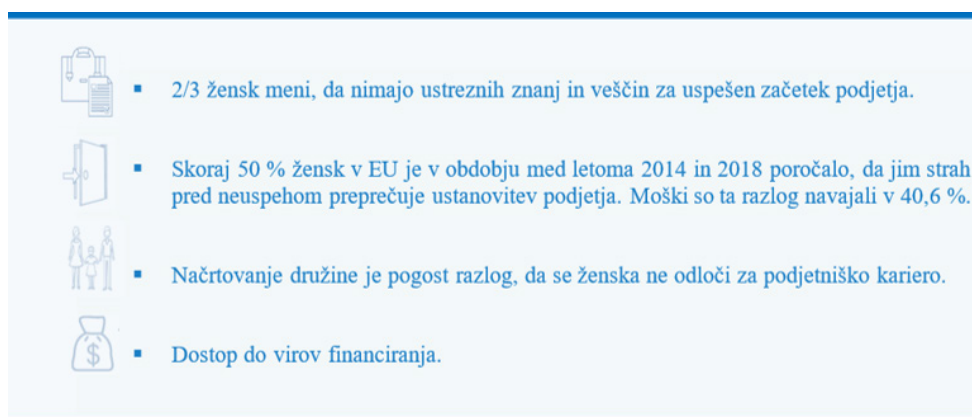 ▪ 2/3 žensk meni, da nimajo ustreznih znanj in veščin za uspešen začetek podjetja.
▪ Skoraj 50 % žensk v EU je v obdobju med letoma 2014 in 2018 poročalo, da jim strah
pred neuspehom preprečuje ustanovitev podjetja. Moški so ta razlog navajali v 40,6 %.
▪ Načrtovanje družine je pogost razlog, da se ženska ne odloči za podjetniško kariero.
$
▪ Dostop do virov financiranja.